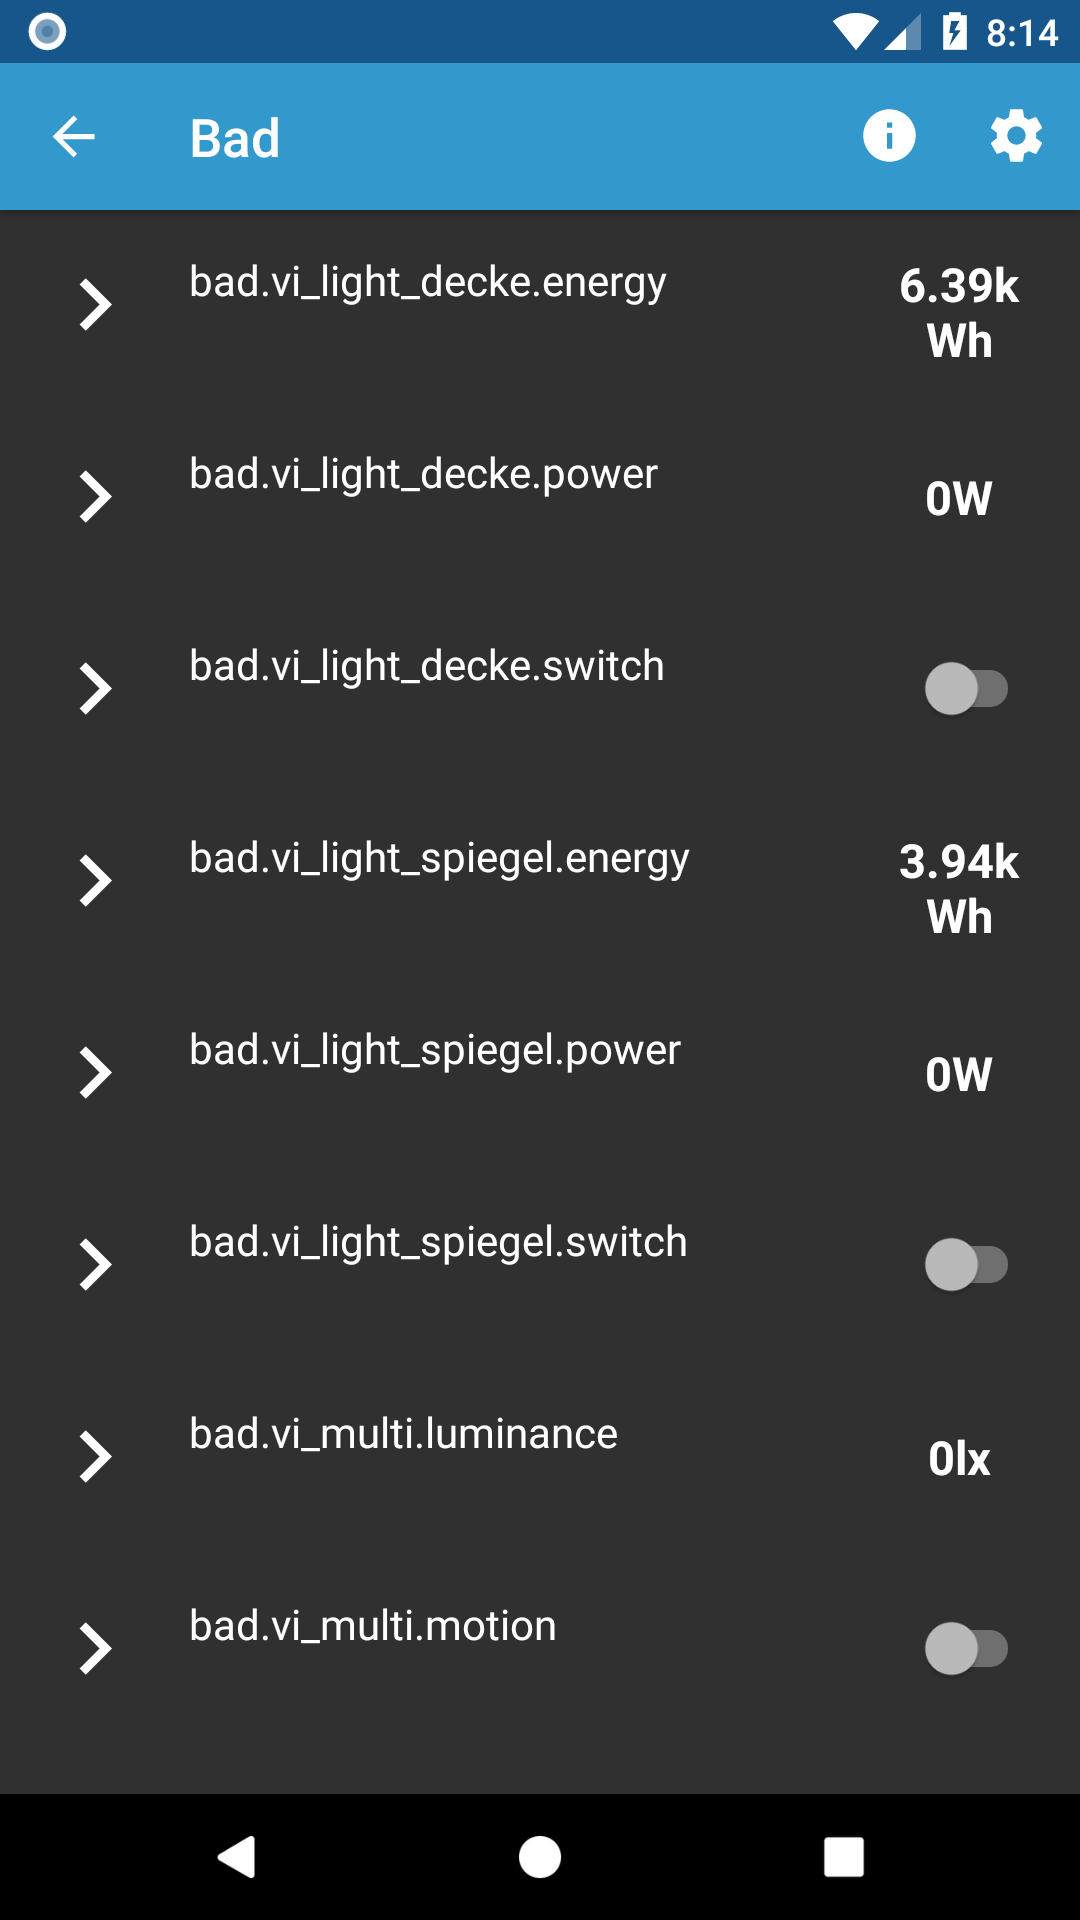 8:14
Bad
bad.vi_light_decke.energy
6.39k
Wh
bad.vi_light_decke.power
0W
bad.vi_light_decke.switch
bad.vi_light_spiegel.energy
3.94k
Wh
bad.vi_light_spiegel.power
0W
bad.vi_light_spiegel.switch
bad.vi_multi.luminance
0lx
bad.vi_multi.motion